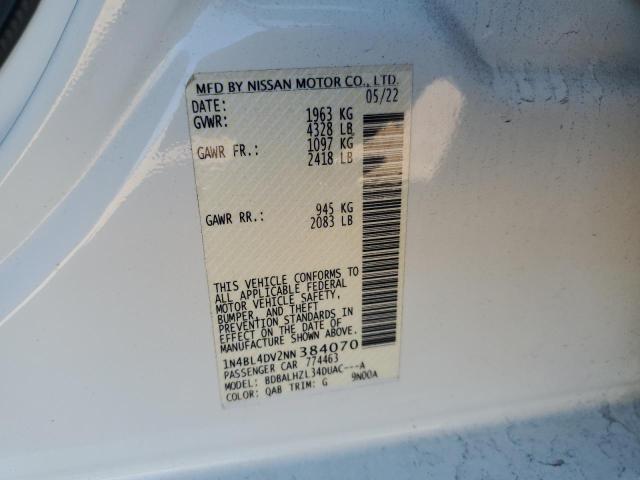 MFD BY NISSAN MOTOR CO., LTD.
DATE: 05/22
GVWR: 1963 KG
4328 LB
GAWR FR.: 1097 KG
2418 LB
GAWR RR.: 945 KG
2083 LB
THIS VEHICLE CONFORMS TO
ALL APPLICABLE FEDERAL
MOTOR VEHICLE SAFETY,
BUMPER, AND THEFT
PREVENTION STANDARDS IN
EFFECT ON THE DATE OF
MANUFACTURE SHOWN ABOVE.
1N4BL4DV2NN384070
PASSENGER CAR 774463
MODEL: BDBALHZL34DUAC---A
COLOR: QAB TRIM: G 9N00A